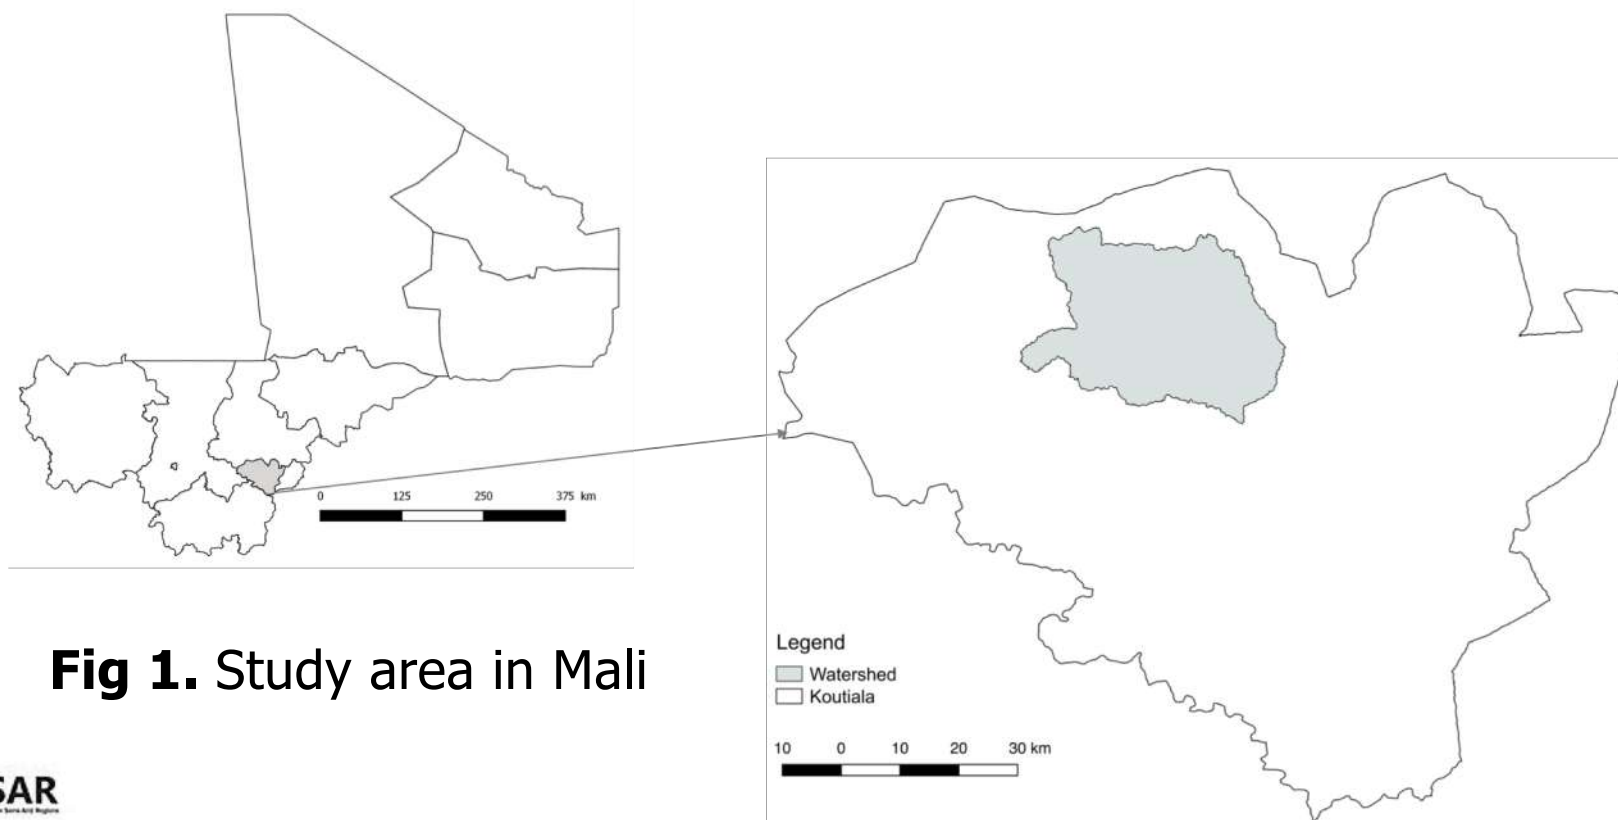 0 125 250 375 km
Fig 1. Study area in Mali
Legend
Watershed
Koutiala
10 0 10 20 30 km
SAR